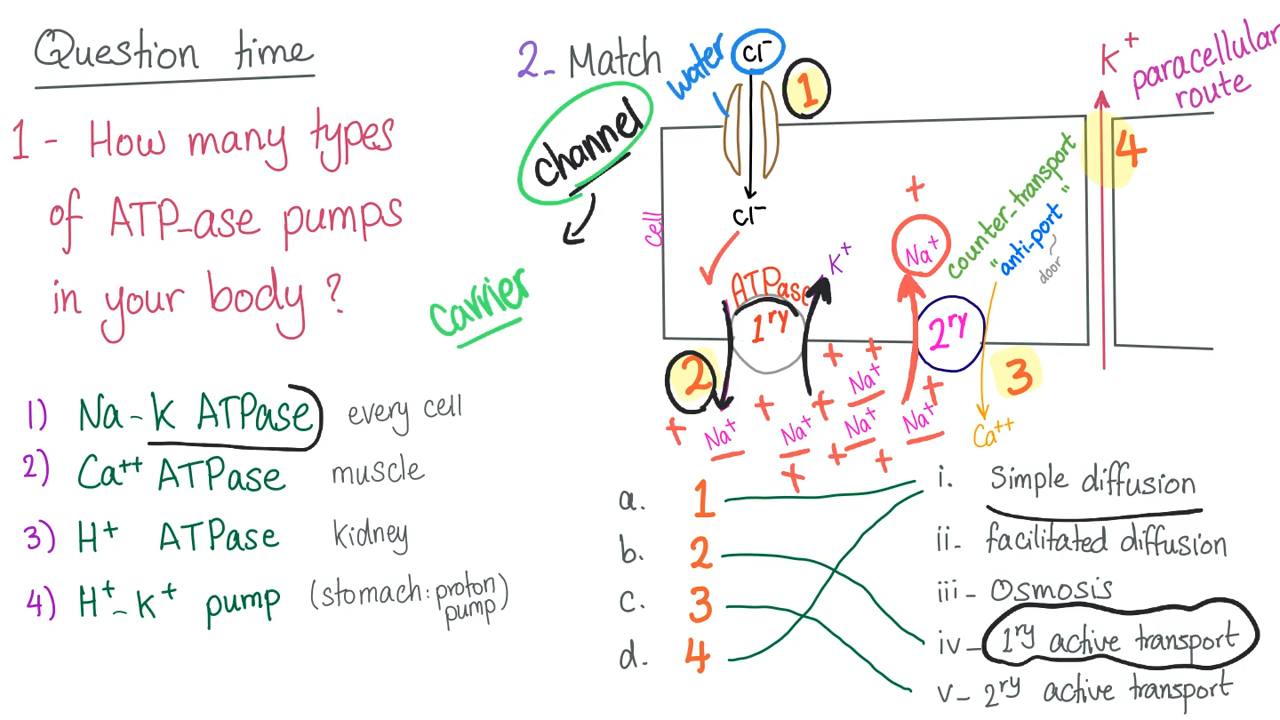 Question time
1 - How many types
of ATP-ase pumps
in your body ?
1) Na - K ATPase every cell
2) Ca++ ATPase muscle
3) H+ ATPase kidney
4) H+ - K+ pump (stomach: proton
pump)
2- Match
channel
carrier
water
Cl-
1
Cl-
cell
ATPase
1ry
K+
2
Na+
+
Na+
2ry
counter-transport
"anti-port"
door
3
Ca++
K+
paracellular
route
4
+ + + + + + + + +
Na+ Na+ Na+ Na+ Na+
a. 1
b. 2
c. 3
d. 4
i. Simple diffusion
ii- facilitated diffusion
iii- Osmosis
iv- 1ry active transport
v- 2ry active transport